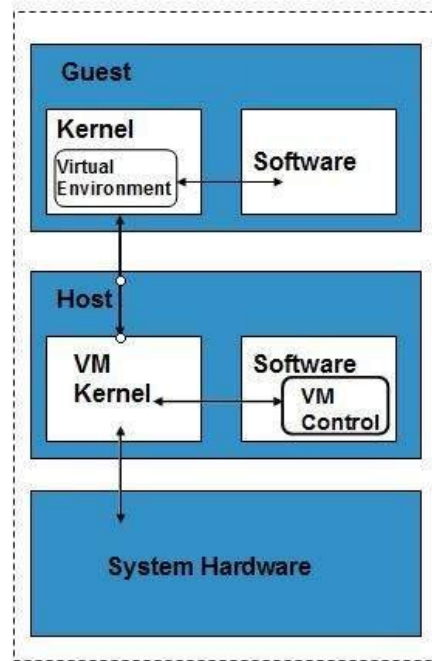 Guest
Kernel
Virtual
Environment
Software
Host
VM
Kernel
Software
VM
Control
System Hardware